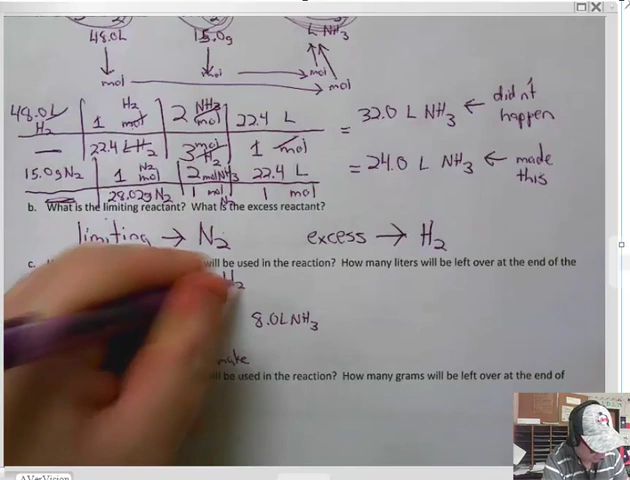 48.0L 15.0g L NH3
mol mol mol
mol
48.0L H2 1 H2 mol 2 NH3 mol 22.4 L = 32.0 L NH3 ← didn't happen
22.4 L H2 3 mol H2 1 mol
15.0g N2 1 N2 mol 2 mol NH3 22.4 L = 24.0 L NH3 ← made this
28.02g N2 1 mol N2 1 mol
b. What is the limiting reactant? What is the excess reactant?
limiting → N2 excess → H2
c. will be used in the reaction? How many liters will be left over at the end of the
H2
8.0L NH3
make
will be used in the reaction? How many grams will be left over at the end of
AVerVision